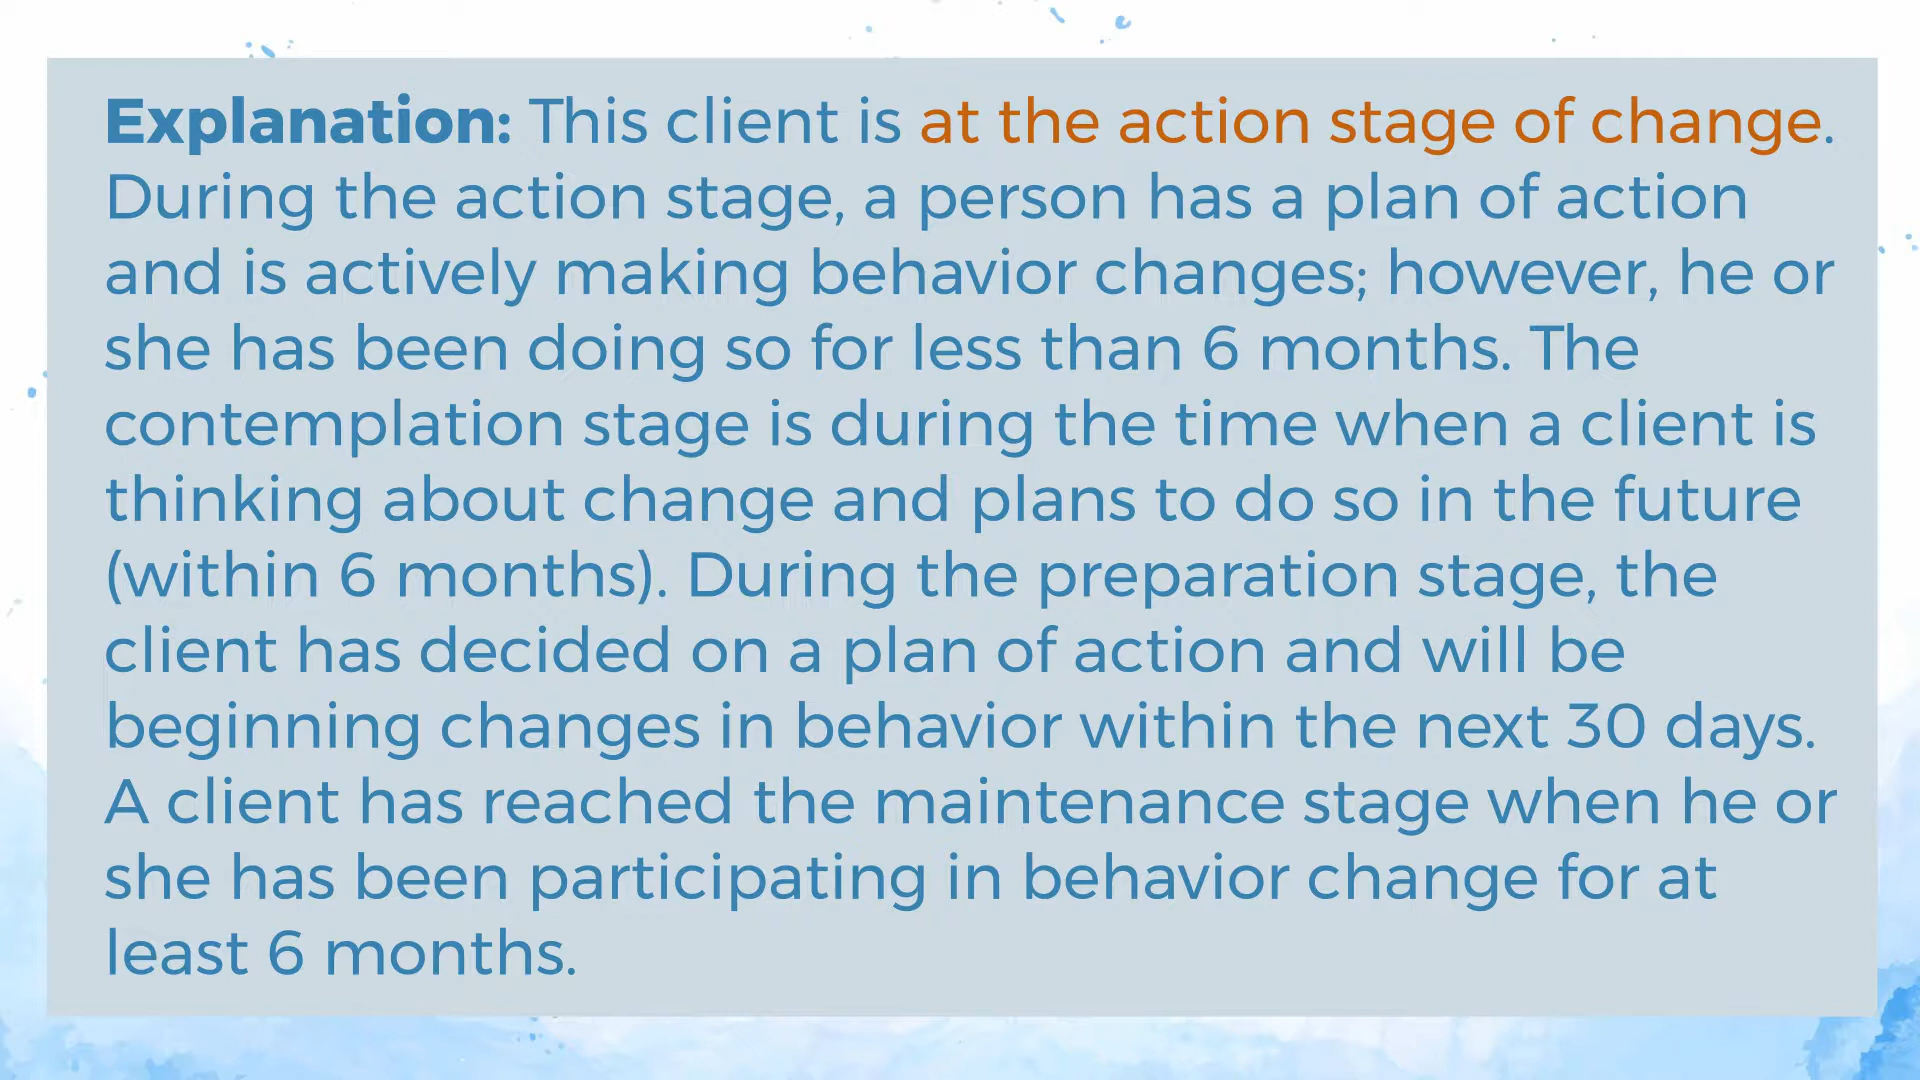 Explanation: This client is at the action stage of change.
During the action stage, a person has a plan of action
and is actively making behavior changes; however, he or
she has been doing so for less than 6 months. The
contemplation stage is during the time when a client is
thinking about change and plans to do so in the future
(within 6 months). During the preparation stage, the
client has decided on a plan of action and will be
beginning changes in behavior within the next 30 days.
A client has reached the maintenance stage when he or
she has been participating in behavior change for at
least 6 months.